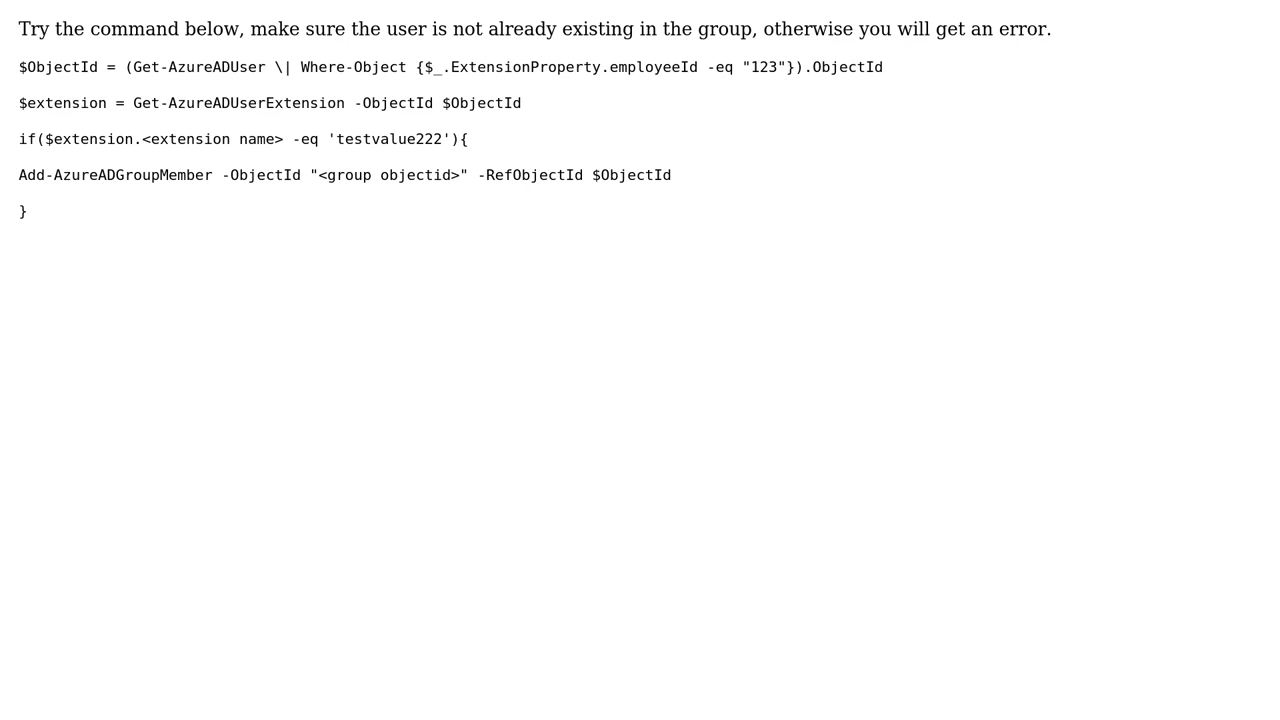 Try the command below, make sure the user is not already existing in the group, otherwise you will get an error.
$ObjectId = (Get-AzureADUser \| Where-Object {$_.ExtensionProperty.employeeId -eq "123"}).ObjectId
$extension = Get-AzureADUserExtension -ObjectId $ObjectId
if($extension.<extension name> -eq 'testvalue222'){
Add-AzureADGroupMember -ObjectId "<group objectid>" -RefObjectId $ObjectId
}